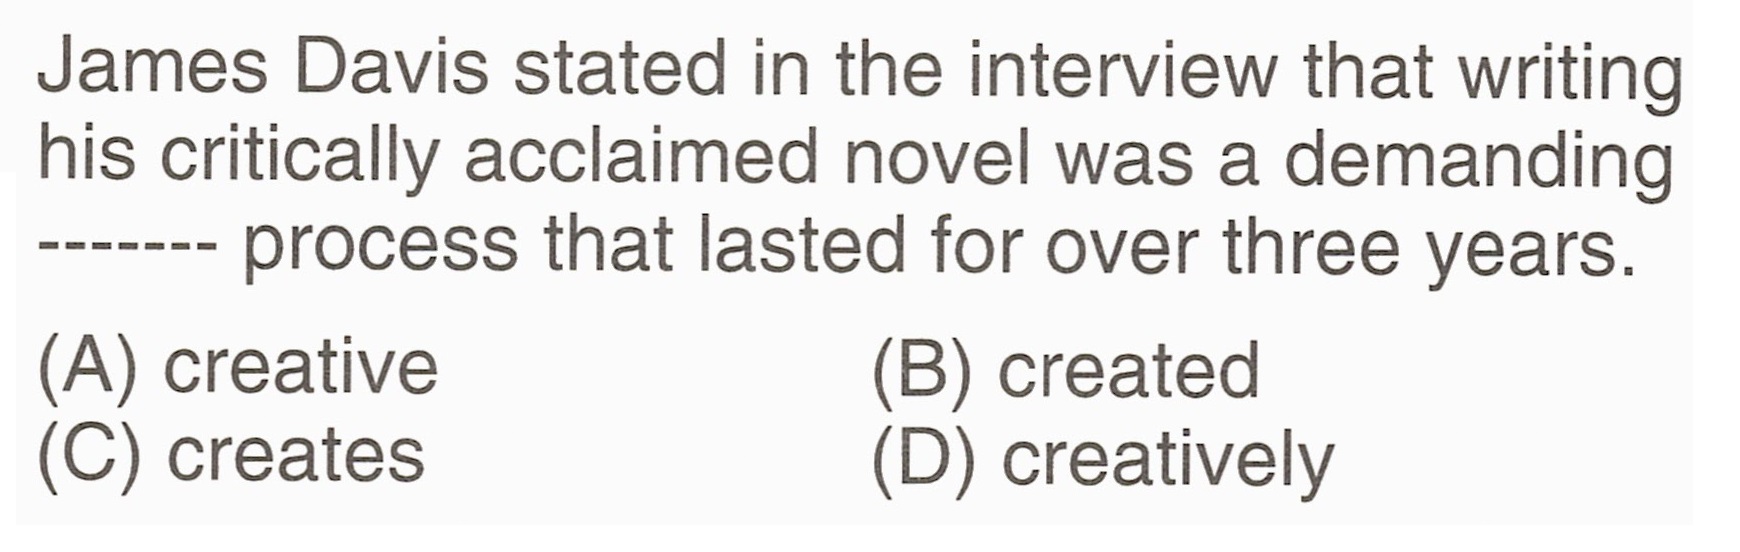 James Davis stated in the interview that writing
his critically acclaimed novel was a demanding
------- process that lasted for over three years.
(A) creative (B) created
(C) creates (D) creatively